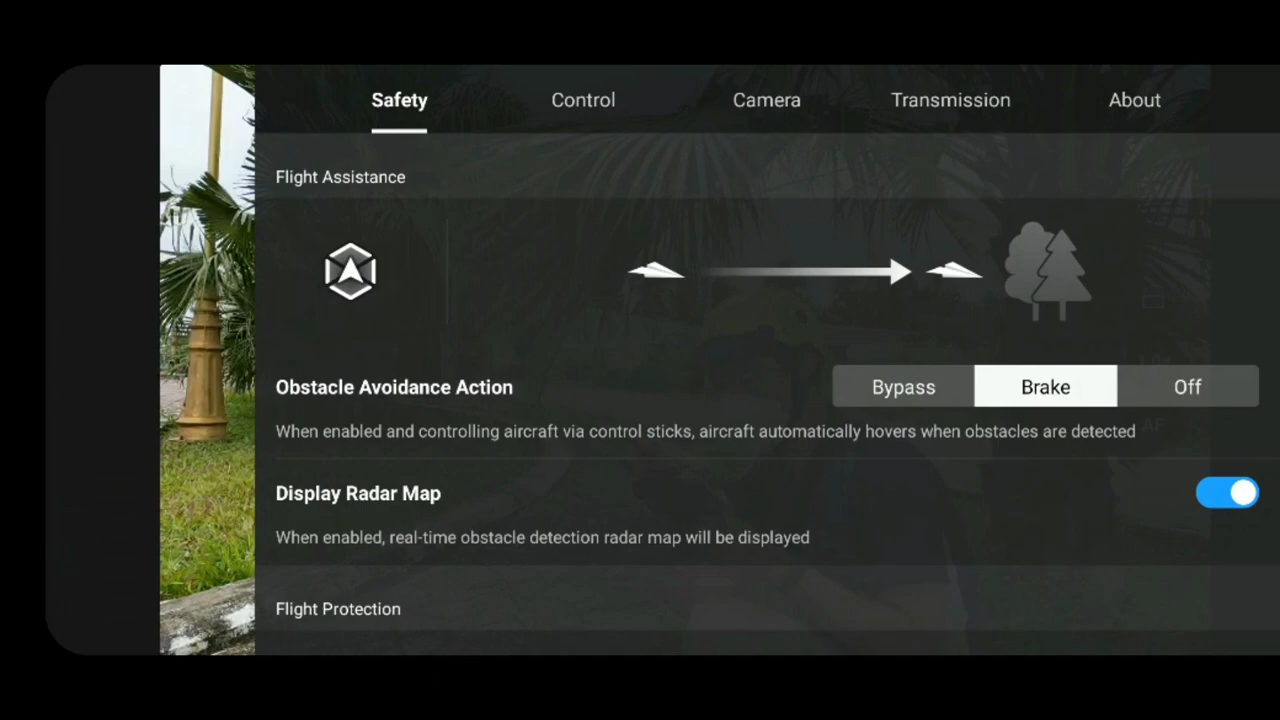 Safety Control Camera Transmission About
Flight Assistance
Obstacle Avoidance Action Bypass Brake Off
When enabled and controlling aircraft via control sticks, aircraft automatically hovers when obstacles are detected
AF
Display Radar Map
When enabled, real-time obstacle detection radar map will be displayed
Flight Protection